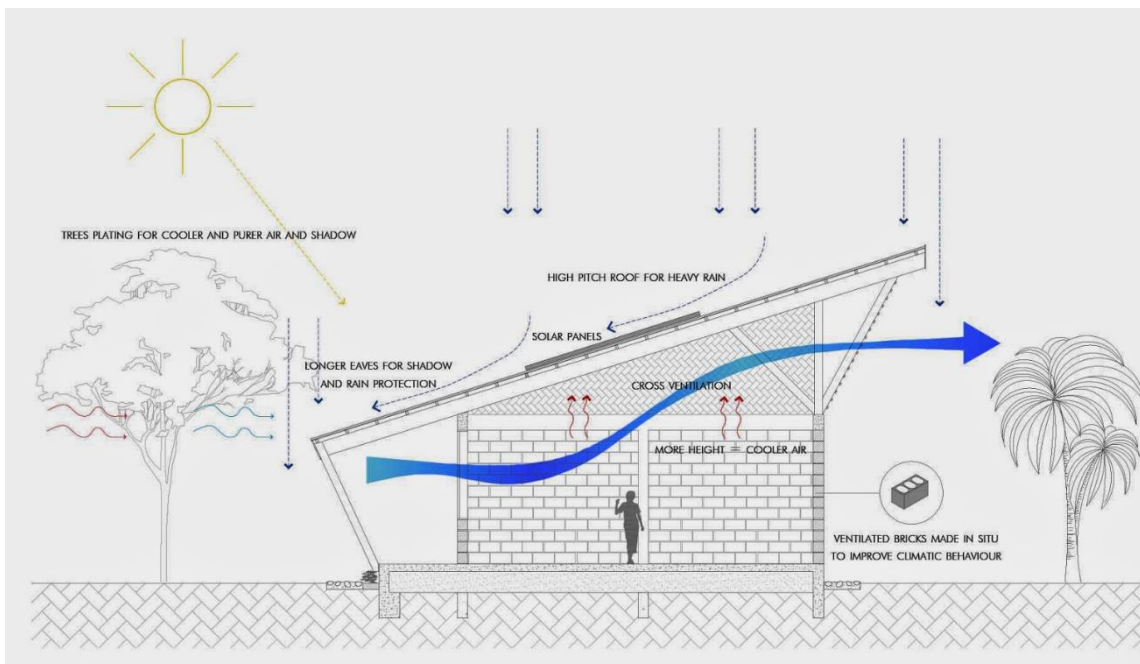 TREES PLATING FOR COOLER AND PURER AIR AND SHADOW
HIGH PITCH ROOF FOR HEAVY RAIN
SOLAR PANELS
LONGER EAVES FOR SHADOW
AND RAIN PROTECTION
CROSS VENTILATION
MORE HEIGHT = COOLER AIR
VENTILATED BRICKS MADE IN SITU
TO IMPROVE CLIMATIC BEHAVIOUR